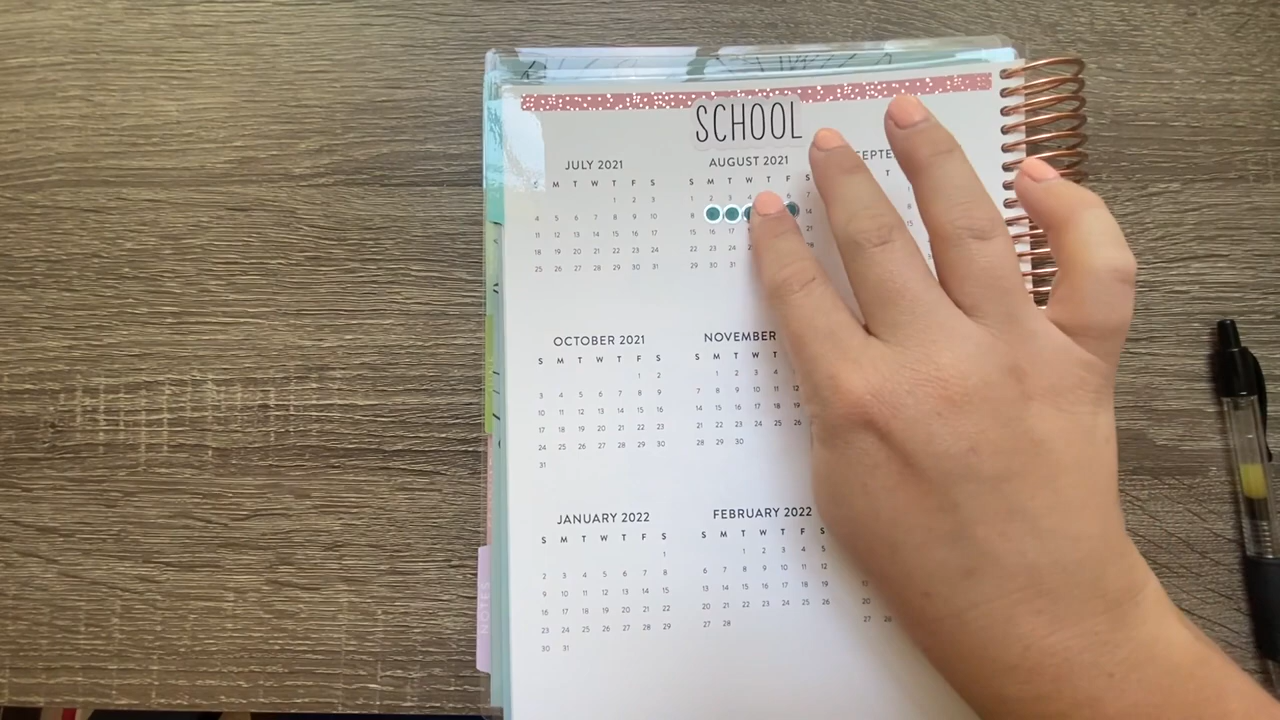 SCHOOL
JULY 2021
S M T W T F S
1 2 3
4 5 6 7 8 9 10
11 12 13 14 15 16 17
18 19 20 21 22 23 24
25 26 27 28 29 30 31
AUGUST 2021
S M T W T F S
1 2 3 4 6 7
8 14
15 16 17 21
22 23 24 28
29 30 31
SEPTE
T
OCTOBER 2021
S M T W T F S
1 2
3 4 5 6 7 8 9
10 11 12 13 14 15 16
17 18 19 20 21 22 23
24 25 26 27 28 29 30
31
NOVEMBER
S M T W T
1 2 3 4
7 8 9 10 11 12
14 15 16 17 18 19
21 22 23 24 25 26
28 29 30
JANUARY 2022
S M T W T F S
1
2 3 4 5 6 7 8
9 10 11 12 13 14 15
16 17 18 19 20 21 22
23 24 25 26 27 28 29
30 31
FEBRUARY 2022
S M T W T F S
1 2 3 4 5
6 7 8 9 10 11 12
13 14 15 16 17 18 19
20 21 22 23 24 25 26
27 28
13
20
27 28
NOTES